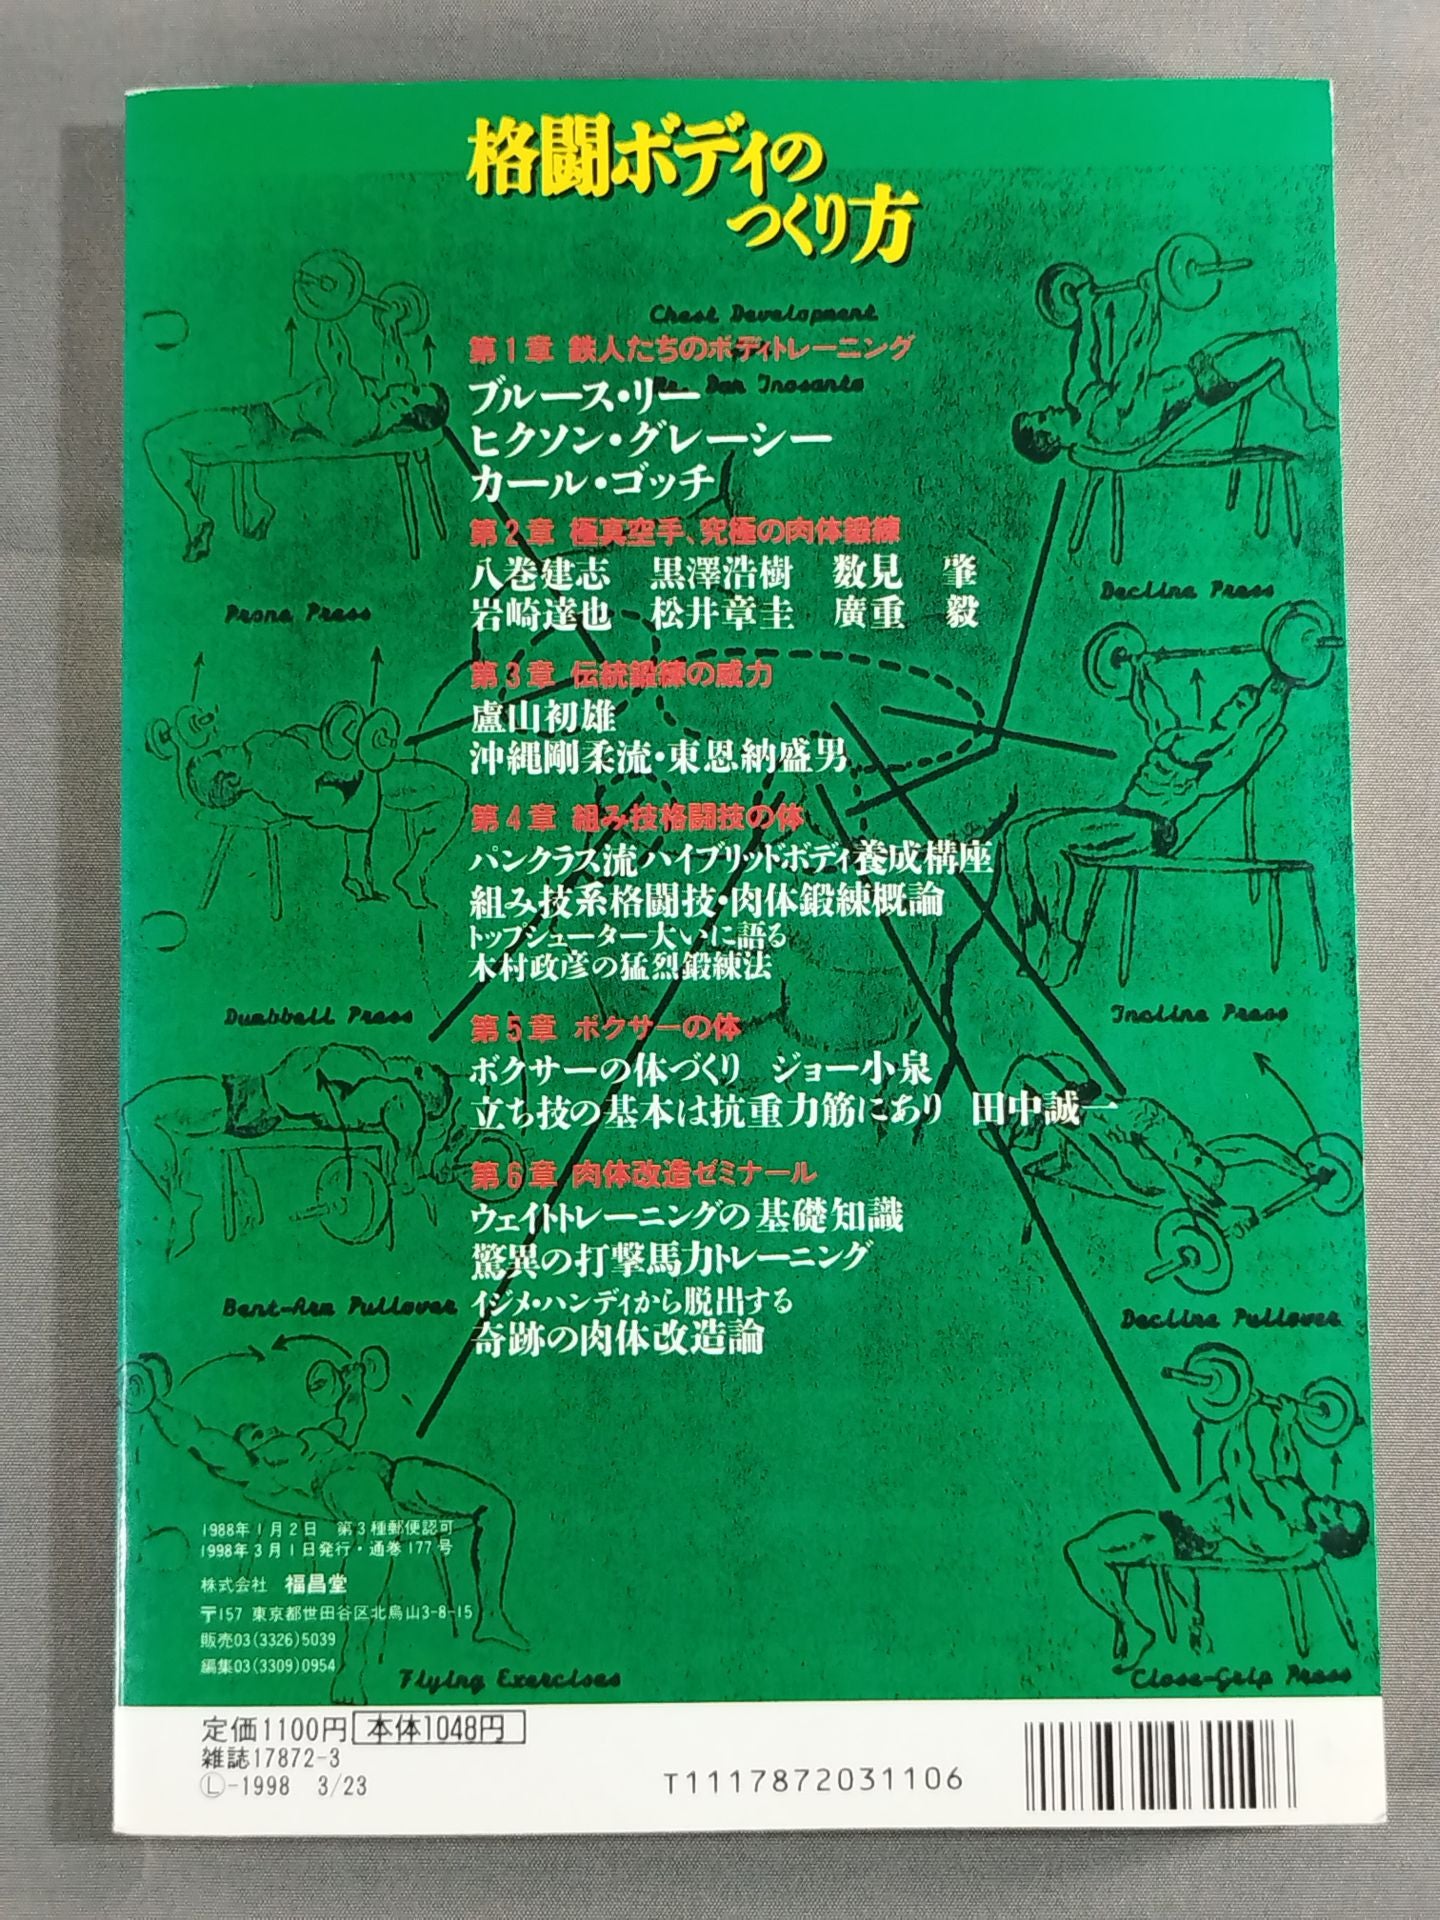 格闘ボディの
つくり方
Chest Development
第1章 鉄人たちのボディトレーニング
Mr. Dan Inosanto
ブルース・リー
ヒクソン・グレーシー
カール・ゴッチ
第2章 極真空手、究極の肉体鍛練
八巻建志 黒澤浩樹 数見 肇
岩崎達也 松井章圭 廣重 毅
Prone Press
Decline Press
第3章 伝統鍛練の威力
盧山初雄
沖縄剛柔流・東恩納盛男
第4章 組み技格闘技の体
パンクラス流ハイブリッドボディ養成構座
組み技系格闘技・肉体鍛練概論
トップシューター大いに語る
木村政彦の猛烈鍛練法
Dumbbell Press
Incline Press
第5章 ボクサーの体
ボクサーの体づくり ジョー小泉
立ち技の基本は抗重力筋にあり 田中誠一
第6章 肉体改造ゼミナール
ウェイトトレーニングの基礎知識
驚異の打撃馬力トレーニング
Bent-Arm Pullover
Decline Pullover
イジメ・ハンディから脱出する
奇跡の肉体改造論
1988年1月2日 第3種郵便認可
1998年3月1日発行・通巻177号
株式会社 福昌堂
〒157 東京都世田谷区北烏山3-8-15
販売03(3326)5039
編集03(3309)0954
Flying Exercises
Close-Grip Press
定価1100円 本体1048円
雑誌17872-3
Ⓛ-1998 3/23
T1117872031106